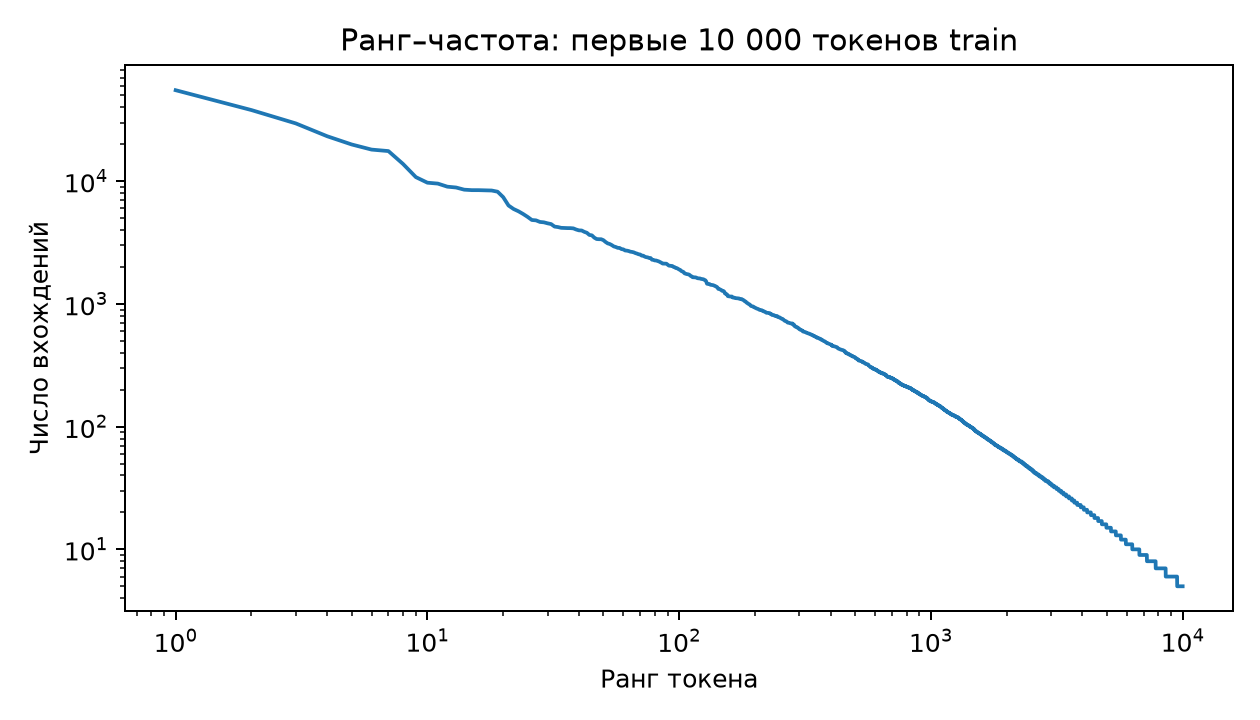 Ранг–частота: первые 10 000 токенов train
Число вхождений
10⁴
10³
10²
10¹
10⁰ 10¹ 10² 10³ 10⁴
Ранг токена